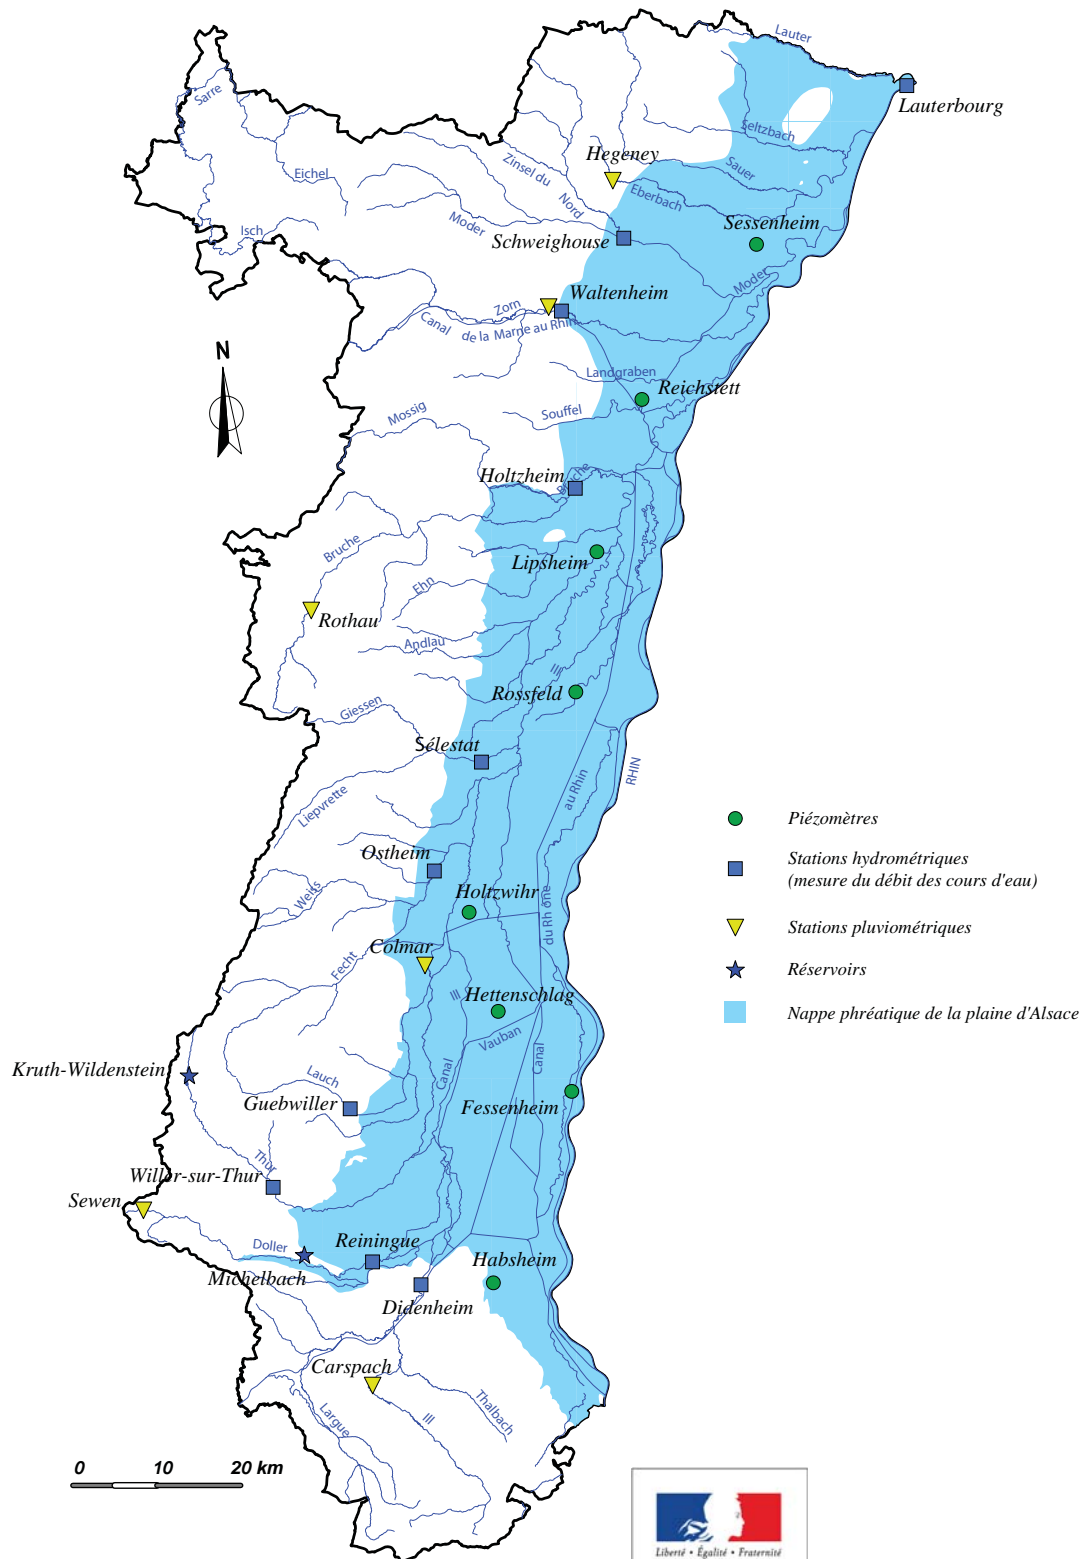 Lauter
Sarre
Lauterbourg
Seltzbach
Hegeney
Zinsel du Nord
Sauer
Eichel
Eberbach
Moder
Sessenheim
Isch
Schweighouse
Moder
Waltenheim
Zorn
Canal de la Marne au Rhin
N
Landgraben
Reichstett
Mossig
Souffel
Holtzheim
Bruche
Bruche
Lipsheim
Ehn
Rothau
Andlau
Ill
Rossfeld
Giessen
Sélestat
RHIN
au Rhin
Liepvrette
Piézomètres
Ostheim
Stations hydrométriques
(mesure du débit des cours d'eau)
Weiss
Holtzwihr
du Rhône
Stations pluviométriques
Colmar
Fecht
Réservoirs
Ill
Hettenschlag
Nappe phréatique de la plaine d'Alsace
Vauban
Canal
Canal
Kruth-Wildenstein
Lauch
Guebwiller
Fessenheim
Thur
Willer-sur-Thur
Sewen
Doller
Reiningue
Michelbach
Habsheim
Didenheim
Carspach
Largue
Ill
Thalbach
0 10 20 km
Liberté • Égalité • Fraternité